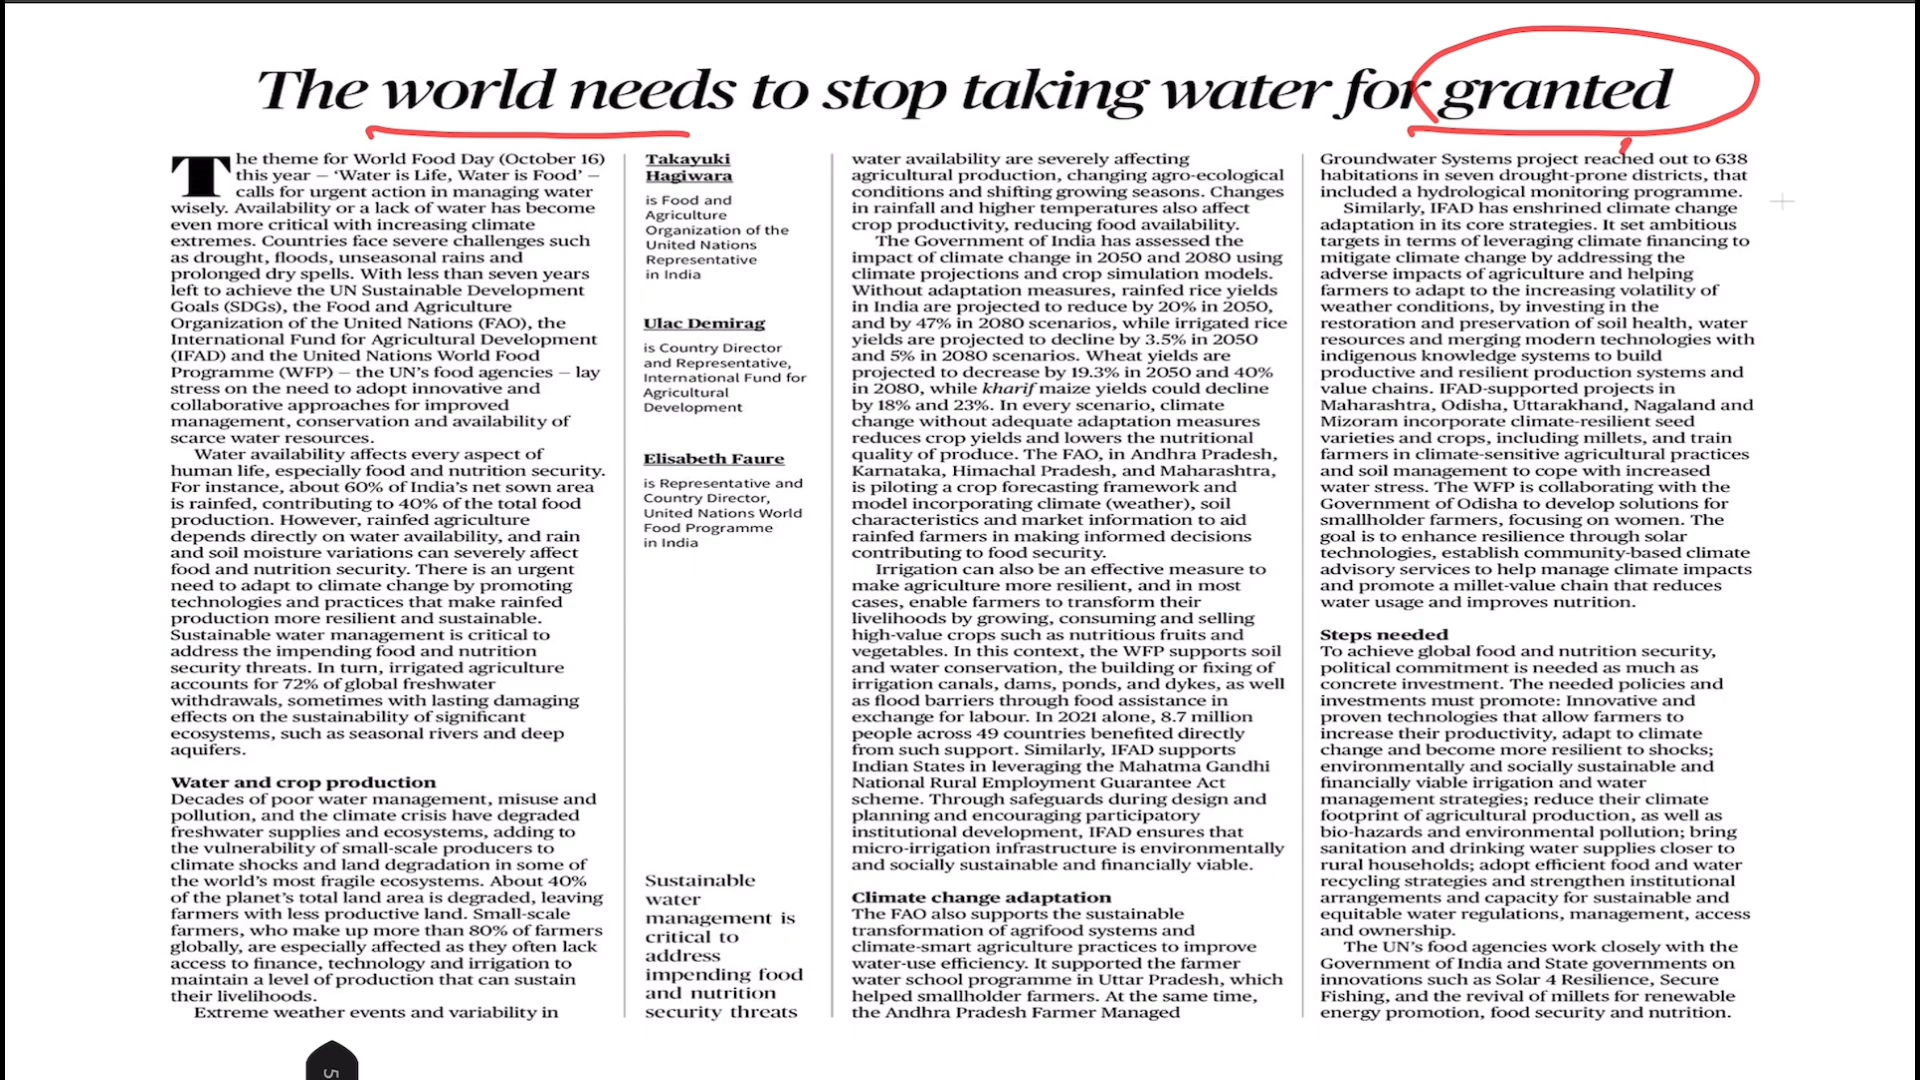 The world needs to stop taking water for granted
The theme for World Food Day (October 16)
this year – ‘Water is Life, Water is Food’ –
calls for urgent action in managing water
wisely. Availability or a lack of water has become
even more critical with increasing climate
extremes. Countries face severe challenges such
as drought, floods, unseasonal rains and
prolonged dry spells. With less than seven years
left to achieve the UN Sustainable Development
Goals (SDGs), the Food and Agriculture
Organization of the United Nations (FAO), the
International Fund for Agricultural Development
(IFAD) and the United Nations World Food
Programme (WFP) – the UN’s food agencies – lay
stress on the need to adopt innovative and
collaborative approaches for improved
management, conservation and availability of
scarce water resources.
Water availability affects every aspect of
human life, especially food and nutrition security.
For instance, about 60% of India’s net sown area
is rainfed, contributing to 40% of the total food
production. However, rainfed agriculture
depends directly on water availability, and rain
and soil moisture variations can severely affect
food and nutrition security. There is an urgent
need to adapt to climate change by promoting
technologies and practices that make rainfed
production more resilient and sustainable.
Sustainable water management is critical to
address the impending food and nutrition
security threats. In turn, irrigated agriculture
accounts for 72% of global freshwater
withdrawals, sometimes with lasting damaging
effects on the sustainability of significant
ecosystems, such as seasonal rivers and deep
aquifers.
Water and crop production
Decades of poor water management, misuse and
pollution, and the climate crisis have degraded
freshwater supplies and ecosystems, adding to
the vulnerability of small-scale producers to
climate shocks and land degradation in some of
the world’s most fragile ecosystems. About 40%
of the planet’s total land area is degraded, leaving
farmers with less productive land. Small-scale
farmers, who make up more than 80% of farmers
globally, are especially affected as they often lack
access to finance, technology and irrigation to
maintain a level of production that can sustain
their livelihoods.
Extreme weather events and variability in
Takayuki
Hagiwara
is Food and
Agriculture
Organization of the
United Nations
Representative
in India
Ulac Demirag
is Country Director
and Representative,
International Fund for
Agricultural
Development
Elisabeth Faure
is Representative and
Country Director,
United Nations World
Food Programme
in India
Sustainable
water
management is
critical to
address
impending food
and nutrition
security threats
water availability are severely affecting
agricultural production, changing agro-ecological
conditions and shifting growing seasons. Changes
in rainfall and higher temperatures also affect
crop productivity, reducing food availability.
The Government of India has assessed the
impact of climate change in 2050 and 2080 using
climate projections and crop simulation models.
Without adaptation measures, rainfed rice yields
in India are projected to reduce by 20% in 2050,
and by 47% in 2080 scenarios, while irrigated rice
yields are projected to decline by 3.5% in 2050
and 5% in 2080 scenarios. Wheat yields are
projected to decrease by 19.3% in 2050 and 40%
in 2080, while kharif maize yields could decline
by 18% and 23%. In every scenario, climate
change without adequate adaptation measures
reduces crop yields and lowers the nutritional
quality of produce. The FAO, in Andhra Pradesh,
Karnataka, Himachal Pradesh, and Maharashtra,
is piloting a crop forecasting framework and
model incorporating climate (weather), soil
characteristics and market information to aid
rainfed farmers in making informed decisions
contributing to food security.
Irrigation can also be an effective measure to
make agriculture more resilient, and in most
cases, enable farmers to transform their
livelihoods by growing, consuming and selling
high-value crops such as nutritious fruits and
vegetables. In this context, the WFP supports soil
and water conservation, the building or fixing of
irrigation canals, dams, ponds, and dykes, as well
as flood barriers through food assistance in
exchange for labour. In 2021 alone, 8.7 million
people across 49 countries benefited directly
from such support. Similarly, IFAD supports
Indian States in leveraging the Mahatma Gandhi
National Rural Employment Guarantee Act
scheme. Through safeguards during design and
planning and encouraging participatory
institutional development, IFAD ensures that
micro-irrigation infrastructure is environmentally
and socially sustainable and financially viable.
Climate change adaptation
The FAO also supports the sustainable
transformation of agrifood systems and
climate-smart agriculture practices to improve
water-use efficiency. It supported the farmer
water school programme in Uttar Pradesh, which
helped smallholder farmers. At the same time,
the Andhra Pradesh Farmer Managed
Groundwater Systems project reached out to 638
habitations in seven drought-prone districts, that
included a hydrological monitoring programme.
Similarly, IFAD has enshrined climate change
adaptation in its core strategies. It set ambitious
targets in terms of leveraging climate financing to
mitigate climate change by addressing the
adverse impacts of agriculture and helping
farmers to adapt to the increasing volatility of
weather conditions, by investing in the
restoration and preservation of soil health, water
resources and merging modern technologies with
indigenous knowledge systems to build
productive and resilient production systems and
value chains. IFAD-supported projects in
Maharashtra, Odisha, Uttarakhand, Nagaland and
Mizoram incorporate climate-resilient seed
varieties and crops, including millets, and train
farmers in climate-sensitive agricultural practices
and soil management to cope with increased
water stress. The WFP is collaborating with the
Government of Odisha to develop solutions for
smallholder farmers, focusing on women. The
goal is to enhance resilience through solar
technologies, establish community-based climate
advisory services to help manage climate impacts
and promote a millet-value chain that reduces
water usage and improves nutrition.
Steps needed
To achieve global food and nutrition security,
political commitment is needed as much as
concrete investment. The needed policies and
investments must promote: Innovative and
proven technologies that allow farmers to
increase their productivity, adapt to climate
change and become more resilient to shocks;
environmentally and socially sustainable and
financially viable irrigation and water
management strategies; reduce their climate
footprint of agricultural production, as well as
bio-hazards and environmental pollution; bring
sanitation and drinking water supplies closer to
rural households; adopt efficient food and water
recycling strategies and strengthen institutional
arrangements and capacity for sustainable and
equitable water regulations, management, access
and ownership.
The UN’s food agencies work closely with the
Government of India and State governments on
innovations such as Solar 4 Resilience, Secure
Fishing, and the revival of millets for renewable
energy promotion, food security and nutrition.
5